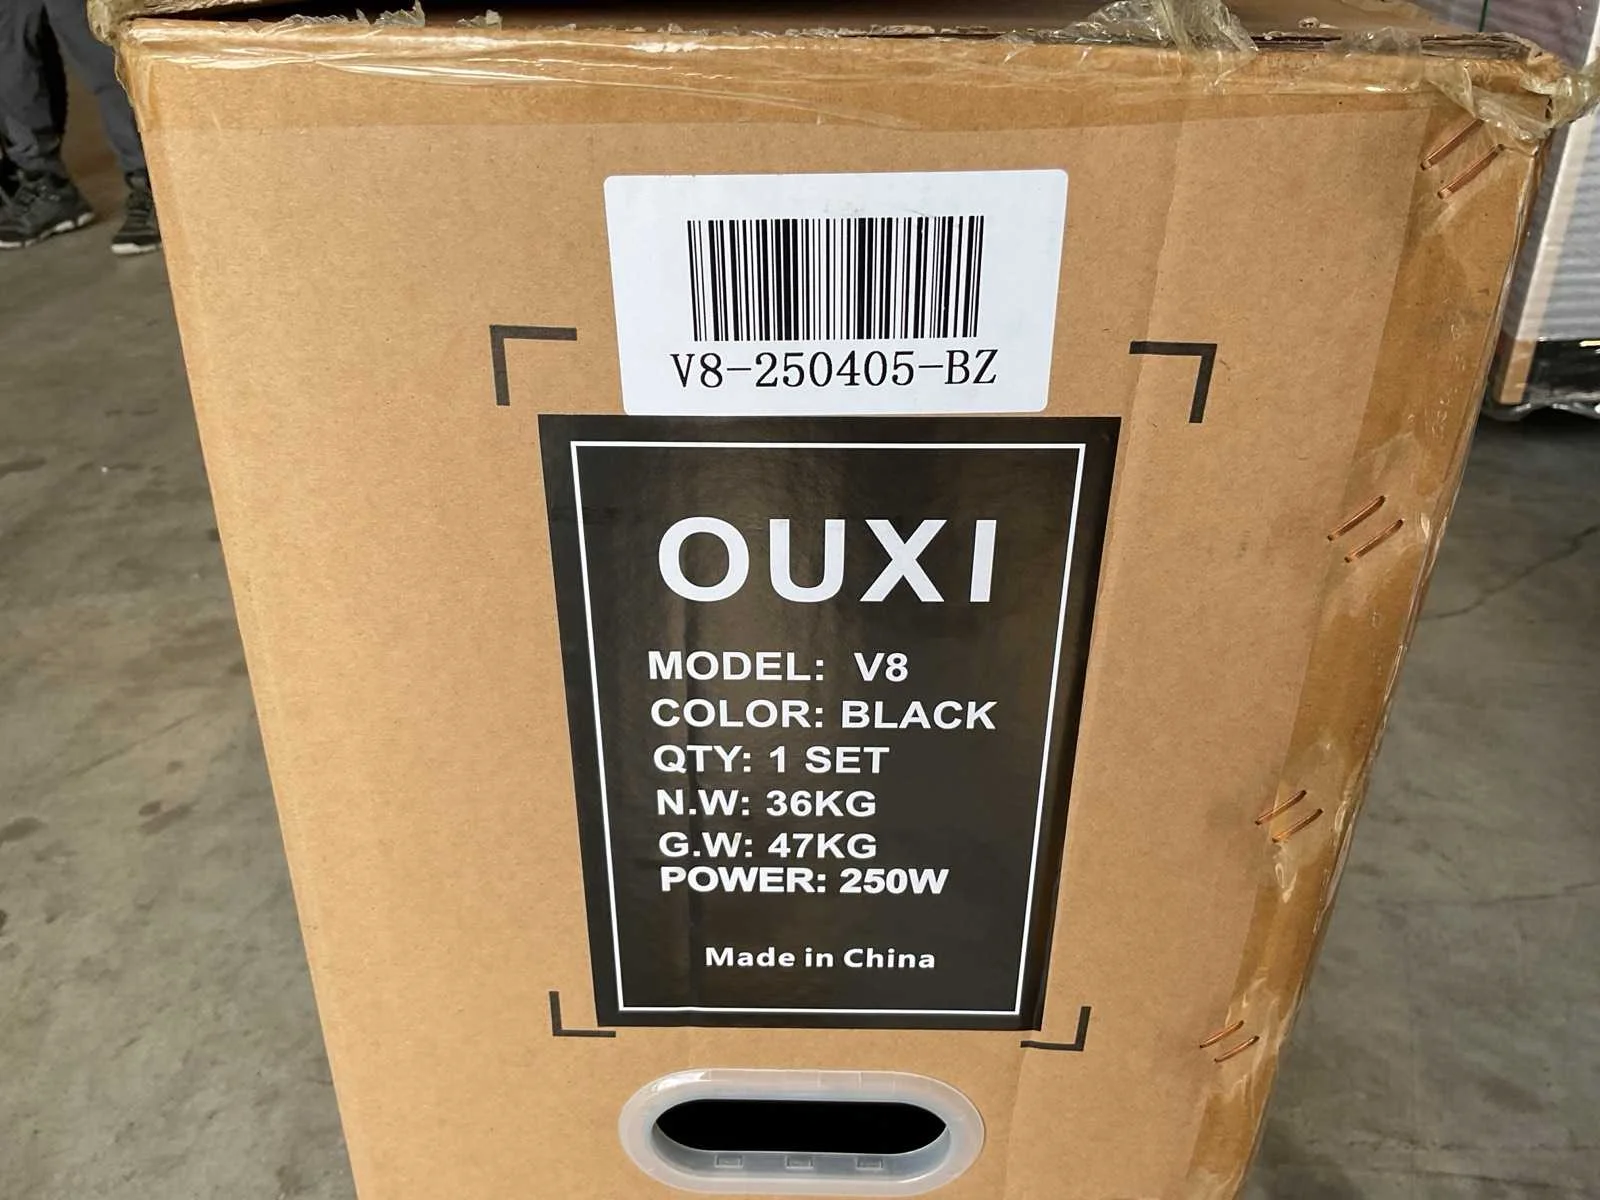 V8-250405-BZ
OUXI
MODEL: V8
COLOR: BLACK
QTY: 1 SET
N.W: 36KG
G.W: 47KG
POWER: 250W
Made in China